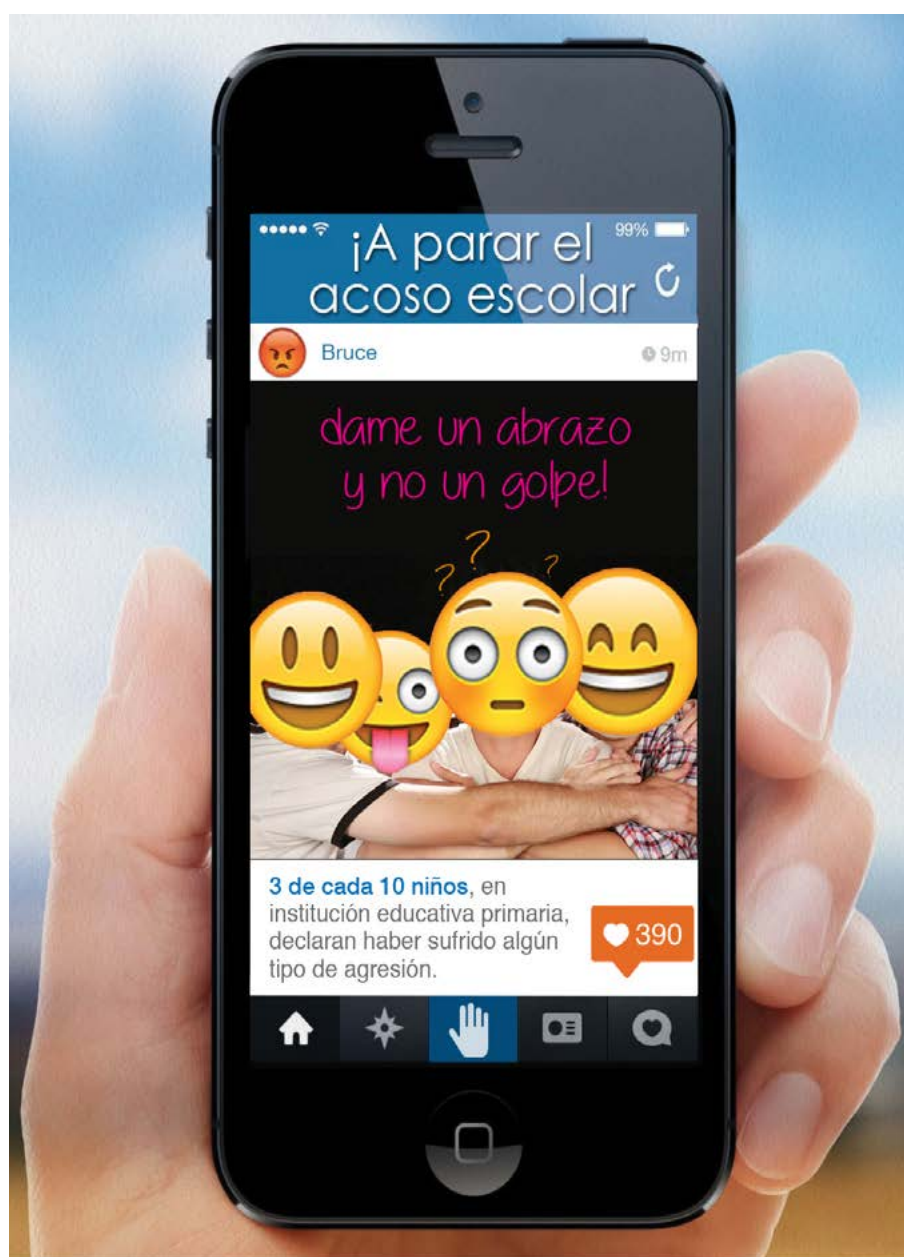 99%
¡A parar el
acoso escolar
Bruce
9m
dame un abrazo
y no un golpe!
? ? ?
3 de cada 10 niños, en
institución educativa primaria,
declaran haber sufrido algún
tipo de agresión.
390